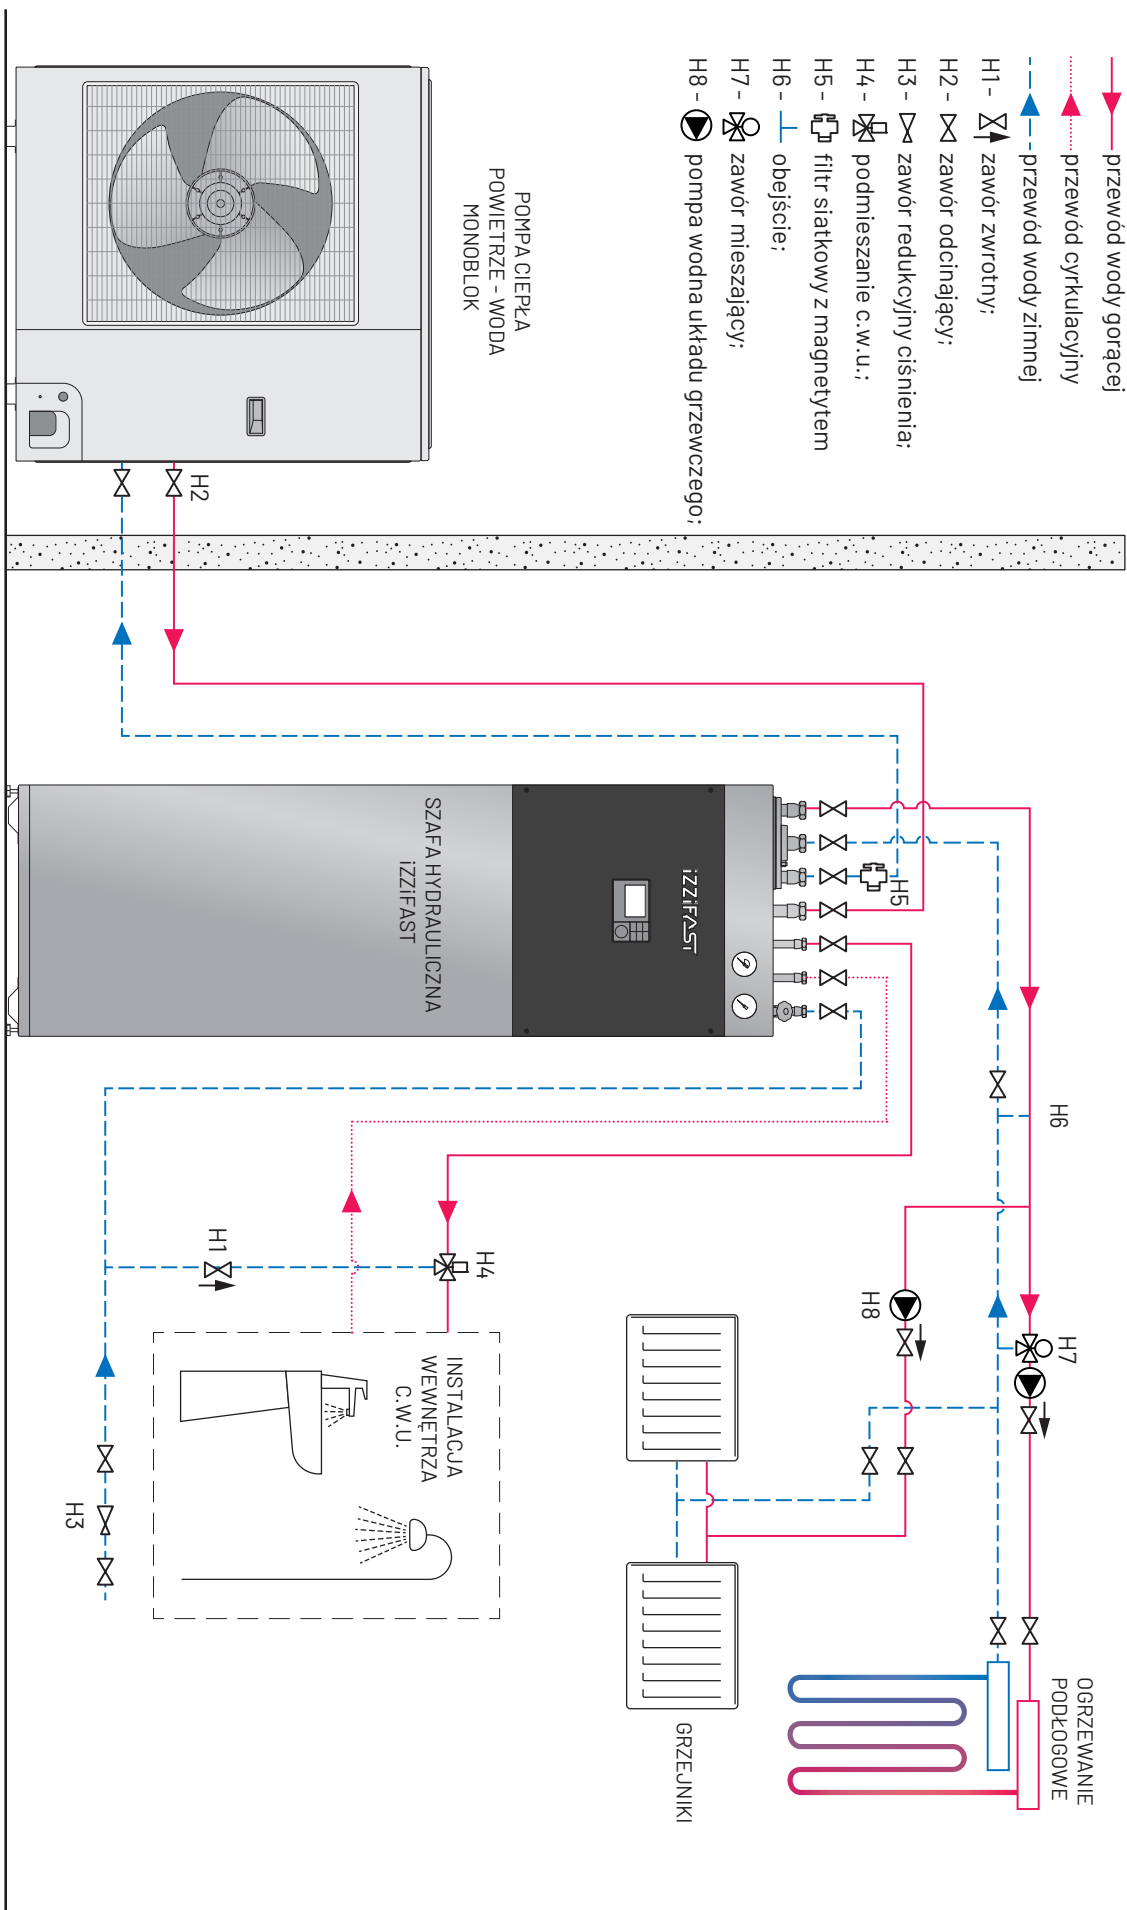 przewód wody gorącej
przewód cyrkulacyjny
przewód wody zimnej
H1 - zawór zwrotny;
H2 - zawór odcinający;
H3 - zawór redukcyjny ciśnienia;
H4 - podmieszanie c.w.u.;
H5 - filtr siatkowy z magnetytem
H6 - obejście;
H7 - zawór mieszający;
H8 - pompa wodna układu grzewczego;
POMPA CIEPŁA
POWIETRZE - WODA
MONOBLOK
H2
H5
iZZiFAST
SZAFA HYDRAULICZNA
iZZiFAST
H6
H7
H8
H4
H1
H3
INSTALACJA
WEWNĘTRZA
C.W.U.
GRZEJNIKI
OGRZEWANIE
PODŁOGOWE